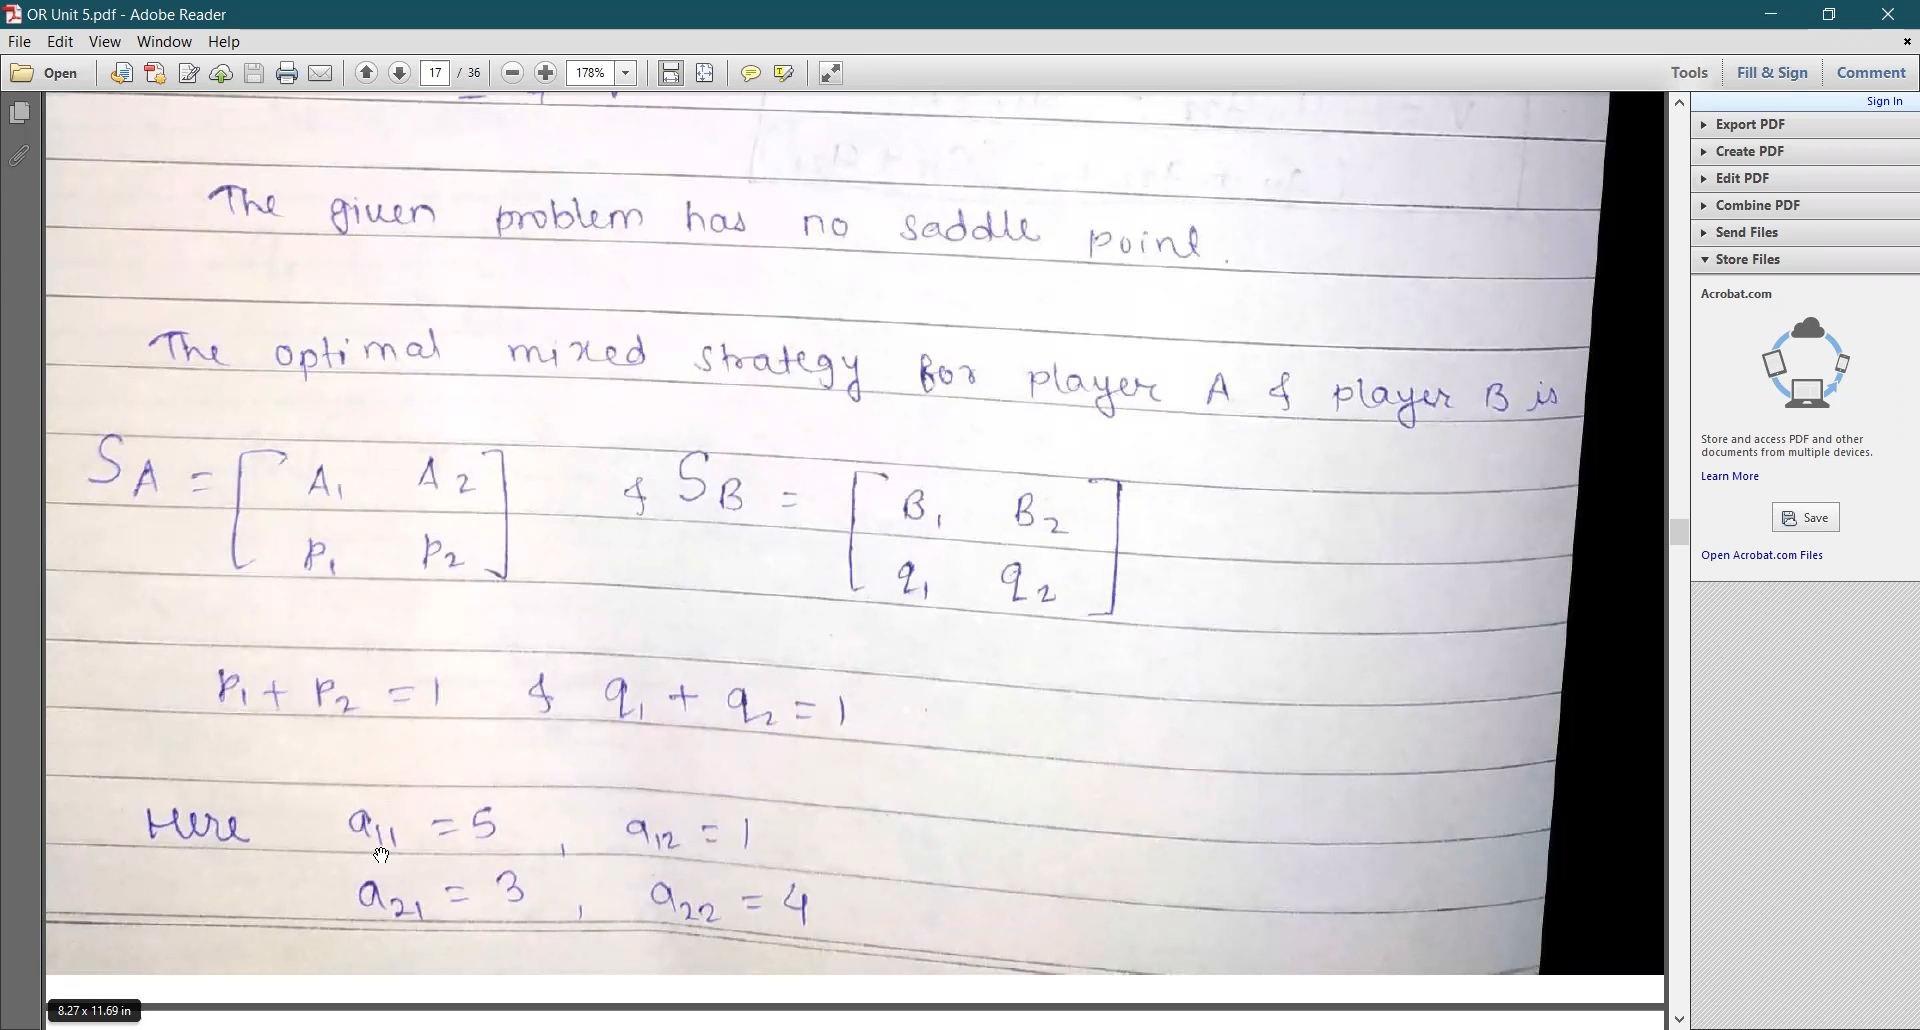 OR Unit 5.pdf - Adobe Reader
File Edit View Window Help
Open 17 / 36 178% Tools Fill & Sign Comment
Sign In
Export PDF
Create PDF
Edit PDF
Combine PDF
Send Files
Store Files
Acrobat.com
Store and access PDF and other
documents from multiple devices.
Learn More
Save
Open Acrobat.com Files
The given problem has no saddle point.
The optimal mixed strategy for player A & player B is
S_A = [ A₁ A₂ & S_B = [ B₁ B₂
p₁ p₂ ] q₁ q₂ ]
p₁ + p₂ = 1 & q₁ + q₂ = 1
Here a₁₁ = 5 , a₁₂ = 1
a₂₁ = 3 , a₂₂ = 4
8.27 x 11.69 in